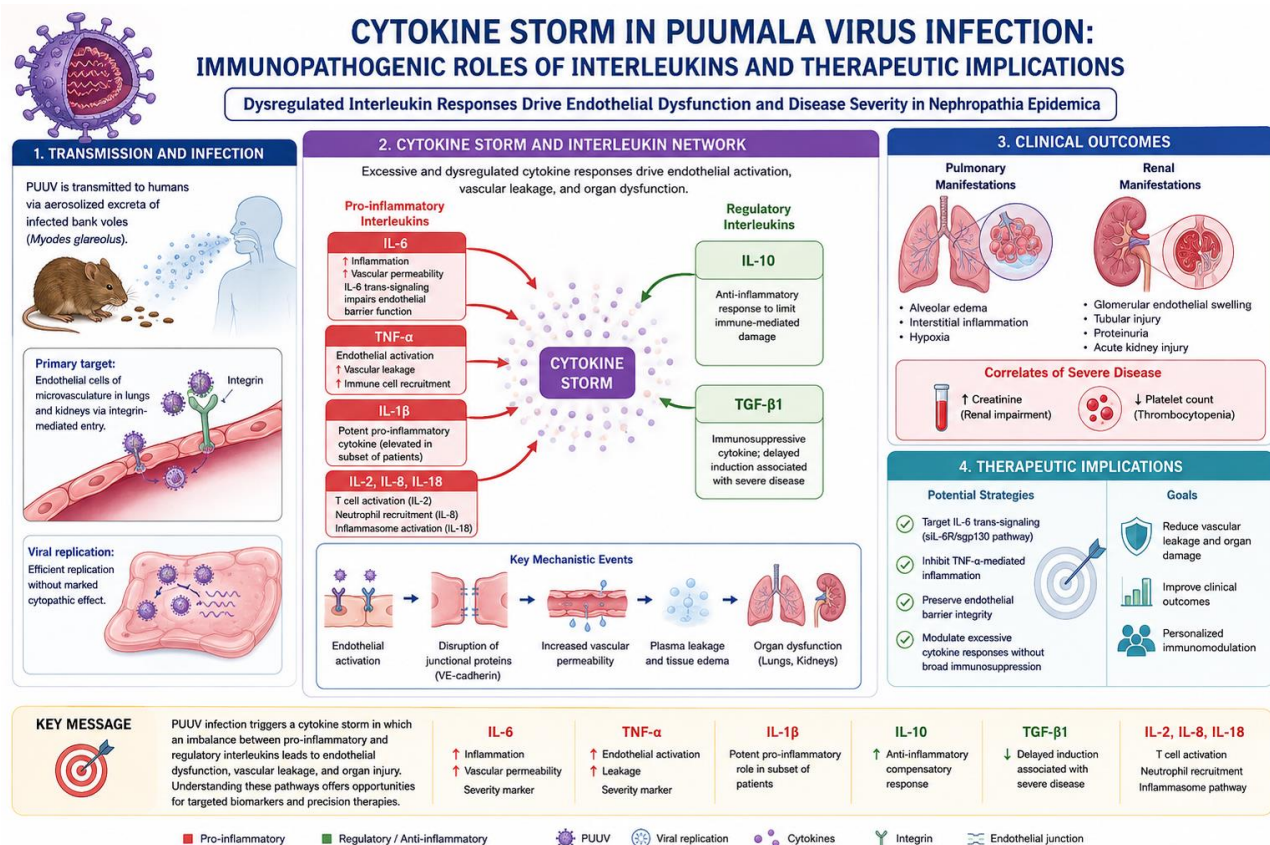 CYTOKINE STORM IN PUUMALA VIRUS INFECTION:
IMMUNOPATHOGENIC ROLES OF INTERLEUKINS AND THERAPEUTIC IMPLICATIONS
Dysregulated Interleukin Responses Drive Endothelial Dysfunction and Disease Severity in Nephropathia Epidemica
1. TRANSMISSION AND INFECTION
PUUV is transmitted to humans
via aerosolized excreta of
infected bank voles
(Myodes glareolus).
Primary target:
Endothelial cells of
microvasculature in lungs
and kidneys via integrin-
mediated entry.
Integrin
Viral replication:
Efficient replication
without marked
cytopathic effect.
2. CYTOKINE STORM AND INTERLEUKIN NETWORK
Excessive and dysregulated cytokine responses drive endothelial activation,
vascular leakage, and organ dysfunction.
Pro-inflammatory
Interleukins
IL-6
↑ Inflammation
↑ Vascular permeability
IL-6 trans-signaling
impairs endothelial
barrier function
TNF-α
Endothelial activation
↑ Vascular leakage
↑ Immune cell recruitment
IL-1β
Potent pro-inflammatory
cytokine (elevated in
subset of patients)
IL-2, IL-8, IL-18
T cell activation (IL-2)
Neutrophil recruitment (IL-8)
Inflammasome activation (IL-18)
CYTOKINE
STORM
Regulatory
Interleukins
IL-10
Anti-inflammatory
response to limit
immune-mediated
damage
TGF-β1
Immunosuppressive
cytokine; delayed
induction associated
with severe disease
Key Mechanistic Events
Endothelial
activation
Disruption of
junctional proteins
(VE-cadherin)
Increased vascular
permeability
Plasma leakage
and tissue edema
Organ dysfunction
(Lungs, Kidneys)
3. CLINICAL OUTCOMES
Pulmonary
Manifestations
• Alveolar edema
• Interstitial inflammation
• Hypoxia
Renal
Manifestations
• Glomerular endothelial swelling
• Tubular injury
• Proteinuria
• Acute kidney injury
Correlates of Severe Disease
↑ Creatinine
(Renal impairment)
↓ Platelet count
(Thrombocytopenia)
4. THERAPEUTIC IMPLICATIONS
Potential Strategies
Target IL-6 trans-signaling
(siL-6R/sgp130 pathway)
Inhibit TNF-α-mediated
inflammation
Preserve endothelial
barrier integrity
Modulate excessive
cytokine responses without
broad immunosuppression
Goals
Reduce vascular
leakage and organ
damage
Improve clinical
outcomes
Personalized
immunomodulation
KEY MESSAGE
PUUV infection triggers a cytokine storm in which
an imbalance between pro-inflammatory and
regulatory interleukins leads to endothelial
dysfunction, vascular leakage, and organ injury.
Understanding these pathways offers opportunities
for targeted biomarkers and precision therapies.
IL-6
↑ Inflammation
↑ Vascular permeability
Severity marker
TNF-α
↑ Endothelial activation
↑ Leakage
Severity marker
IL-1β
Potent pro-inflammatory
role in subset of
patients
IL-10
↑ Anti-inflammatory
compensatory
response
TGF-β1
↓ Delayed induction
associated with
severe disease
IL-2, IL-8, IL-18
T cell activation
Neutrophil recruitment
Inflammasome pathway
Pro-inflammatory
Regulatory / Anti-inflammatory
PUUV
Viral replication
Cytokines
Integrin
Endothelial junction